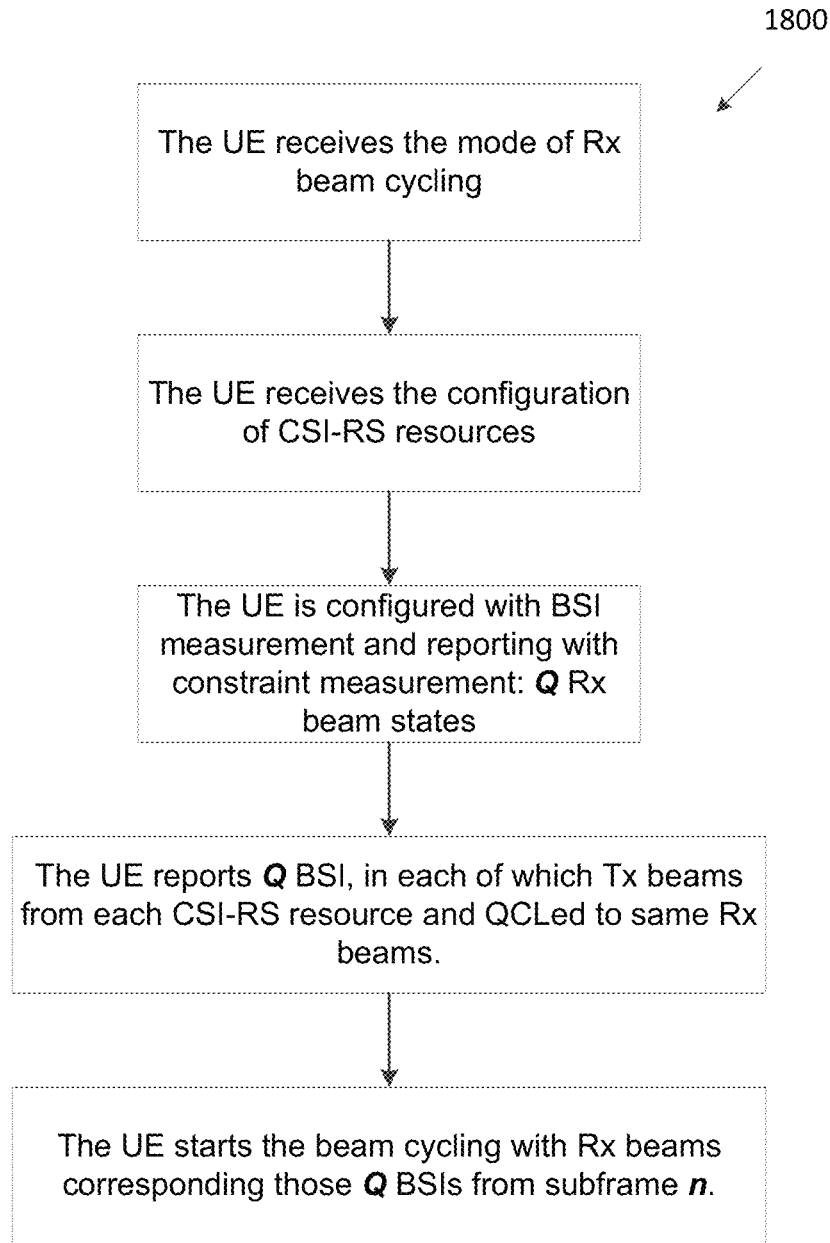 1800
The UE receives the mode of Rx
beam cycling
The UE receives the configuration
of CSI-RS resources
The UE is configured with BSI
measurement and reporting with
constraint measurement: Q Rx
beam states
The UE reports Q BSI, in each of which Tx beams
from each CSI-RS resource and QCLed to same Rx
beams.
The UE starts the beam cycling with Rx beams
corresponding those Q BSIs from subframe n.